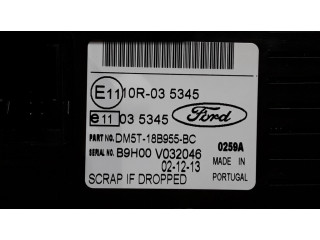 E11 10R-03 5345
e11 03 5345
Ford
PART NO. DM5T-18B955-BC
SERIAL NO. B9H00 V032046
02-12-13
0259A
MADE IN
PORTUGAL
SCRAP IF DROPPED